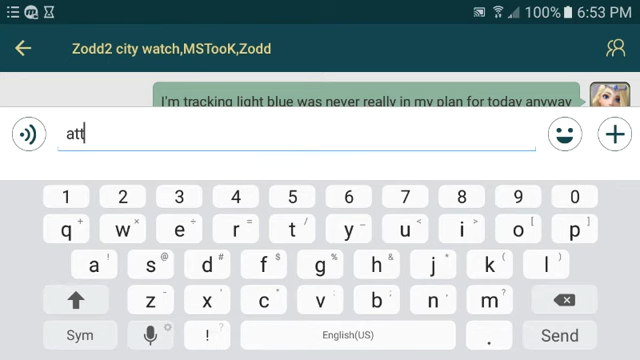 100% 6:53 PM
Zodd2 city watch,MSTooK,Zodd
I'm tracking light blue was never really in my plan for today anyway
att
1 2 3 4 5 6 7 8 9 0
q + w × e ÷ r = t / y _ u < i > o [ p ]
a ! s @ d # f $ g % h & j * k ( l )
z - x ' c " v : b ; n , m ?
Sym ! ? English(US) . Send